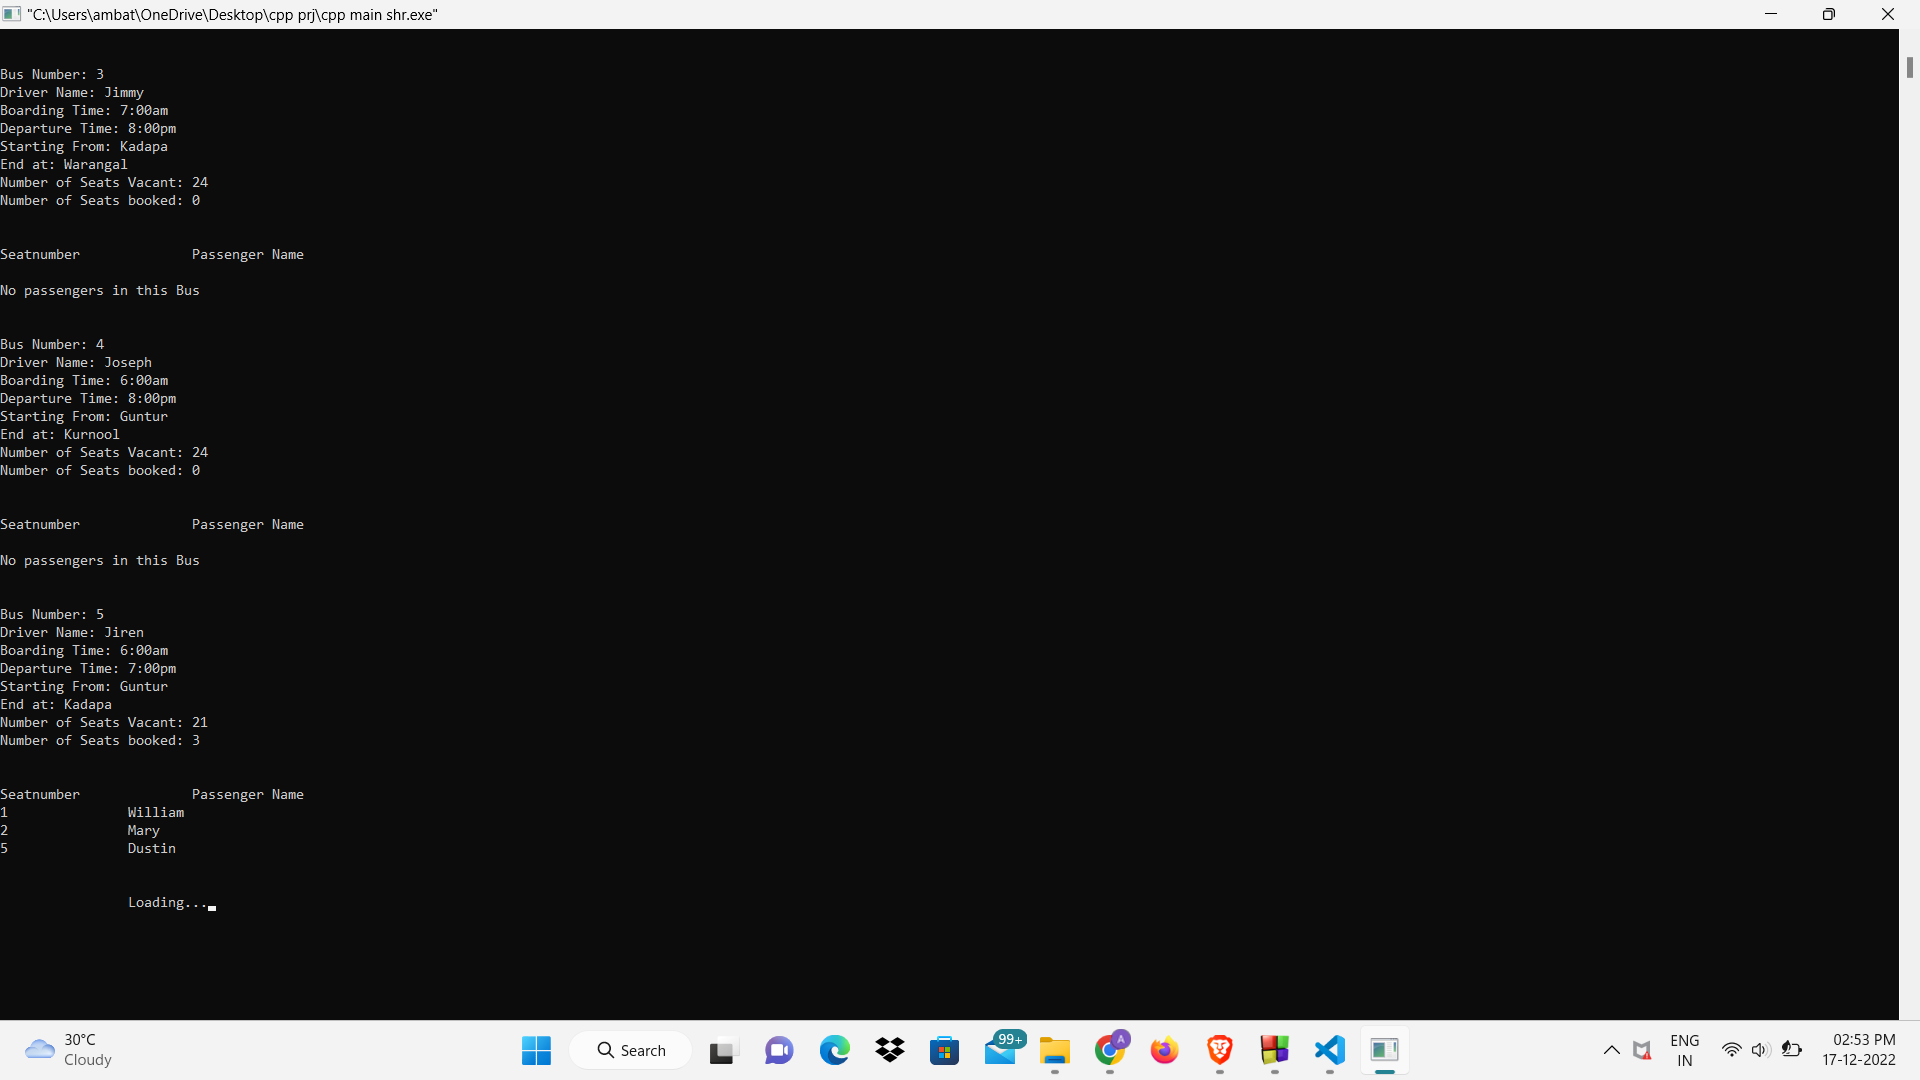 "C:\Users\ambat\OneDrive\Desktop\cpp prj\cpp main shr.exe"
Bus Number: 3
Driver Name: Jimmy
Boarding Time: 7:00am
Departure Time: 8:00pm
Starting From: Kadapa
End at: Warangal
Number of Seats Vacant: 24
Number of Seats booked: 0
Seatnumber Passenger Name
No passengers in this Bus
Bus Number: 4
Driver Name: Joseph
Boarding Time: 6:00am
Departure Time: 8:00pm
Starting From: Guntur
End at: Kurnool
Number of Seats Vacant: 24
Number of Seats booked: 0
Seatnumber Passenger Name
No passengers in this Bus
Bus Number: 5
Driver Name: Jiren
Boarding Time: 6:00am
Departure Time: 7:00pm
Starting From: Guntur
End at: Kadapa
Number of Seats Vacant: 21
Number of Seats booked: 3
Seatnumber Passenger Name
1 William
2 Mary
5 Dustin
Loading...
30°C
Cloudy
Search
99+
A
ENG
IN
02:53 PM
17-12-2022